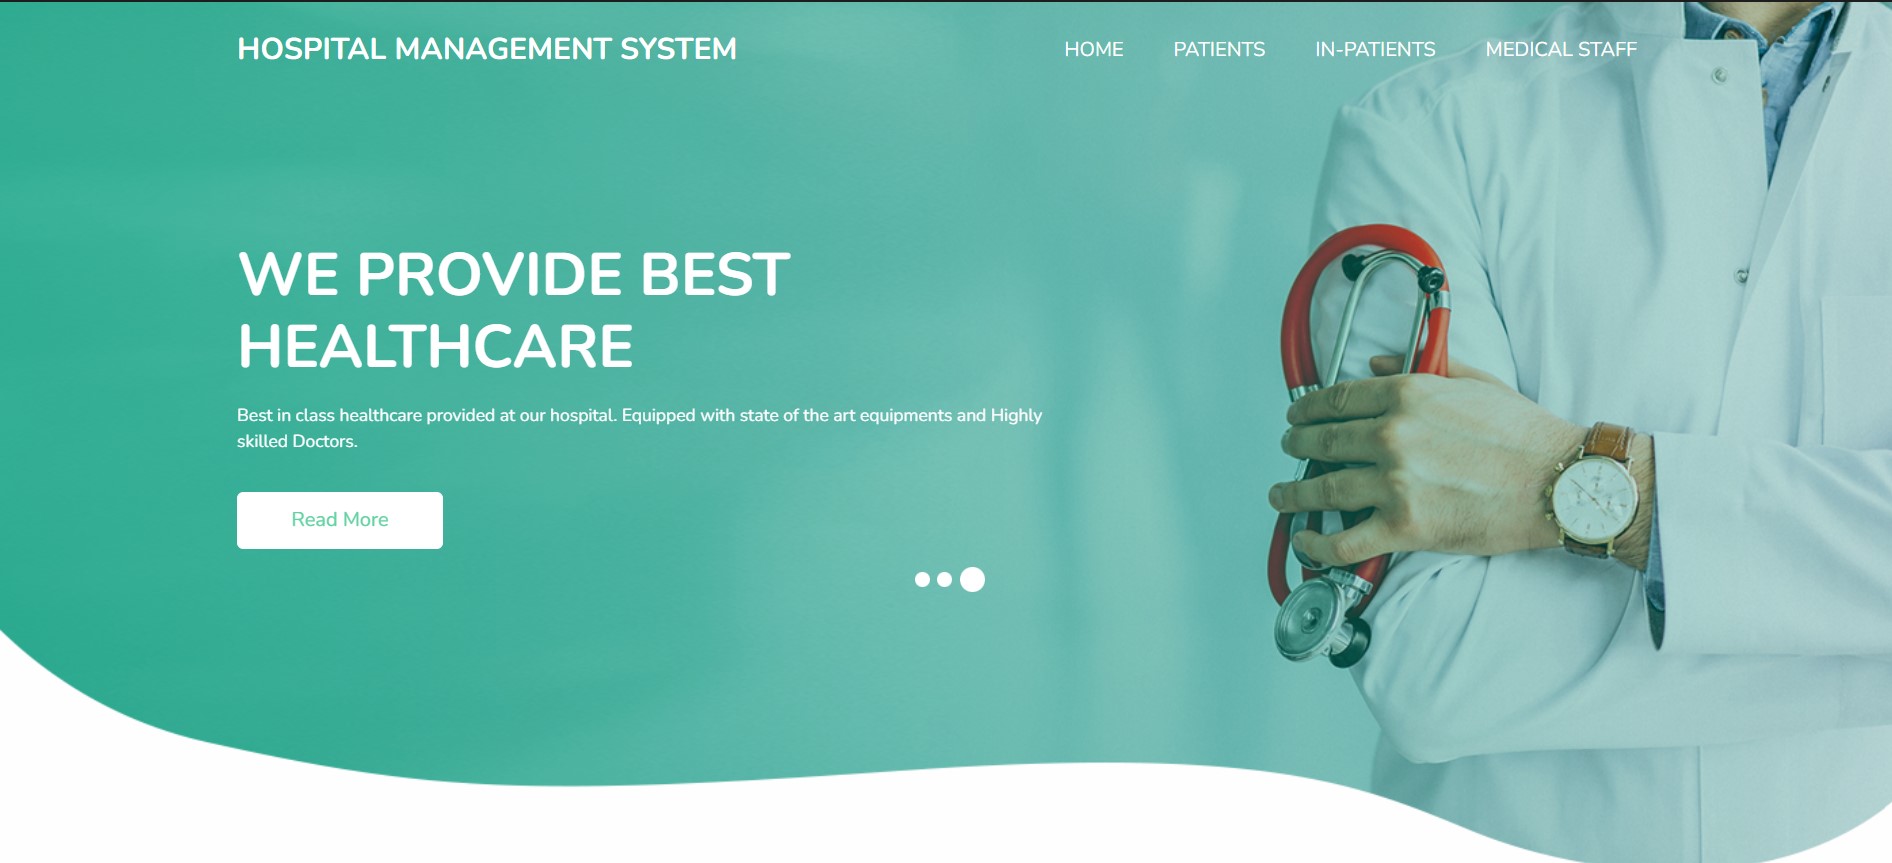 HOSPITAL MANAGEMENT SYSTEM
HOME PATIENTS IN-PATIENTS MEDICAL STAFF
WE PROVIDE BEST
HEALTHCARE
Best in class healthcare provided at our hospital. Equipped with state of the art equipments and Highly
skilled Doctors.
Read More